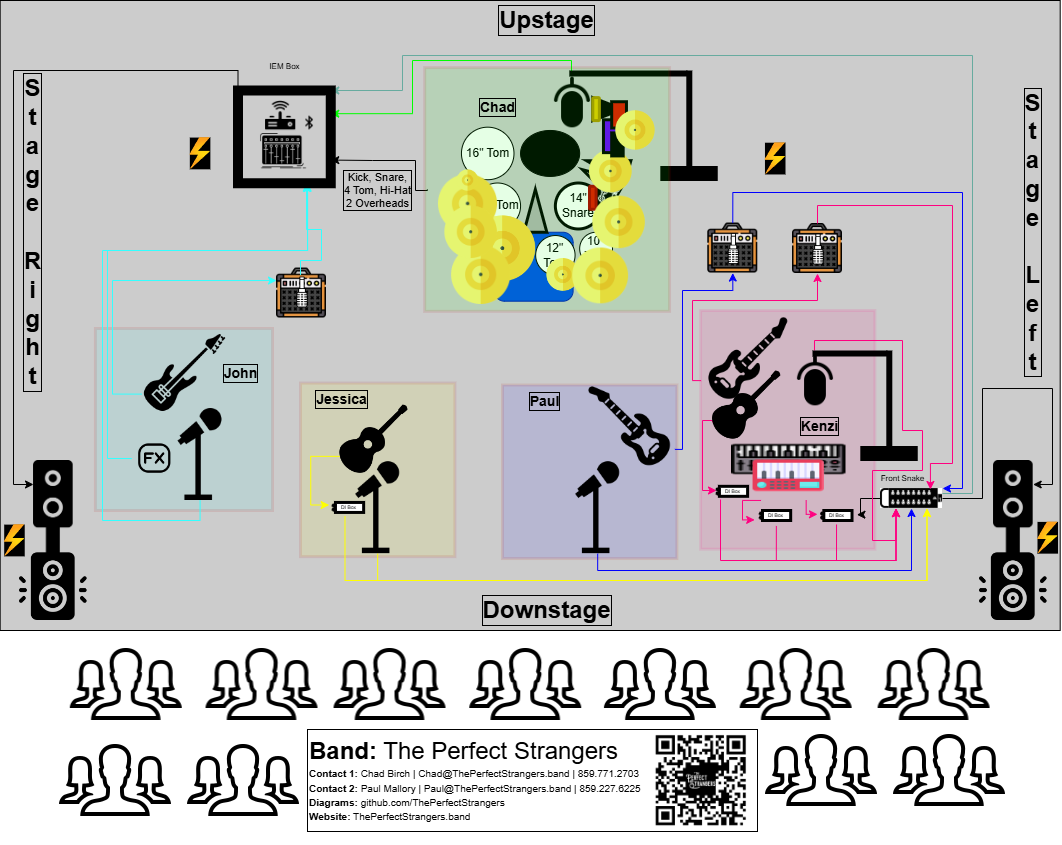 Upstage
Stage Right
Stage Left
IEM Box
Chad
16" Tom
Kick, Snare,
4 Tom, Hi-Hat
2 Overheads
Tom
14"
Snare
12"
10"
John
FX
Jessica
DI Box
Paul
Kenzi
DI Box
DI Box
DI Box
Front Snake
Downstage
Band: The Perfect Strangers
Contact 1: Chad Birch | Chad@ThePerfectStrangers.band | 859.771.2703
Contact 2: Paul Mallory | Paul@ThePerfectStrangers.band | 859.227.6225
Diagrams: github.com/ThePerfectStrangers
Website: ThePerfectStrangers.band
PERFECT
STRANGERS